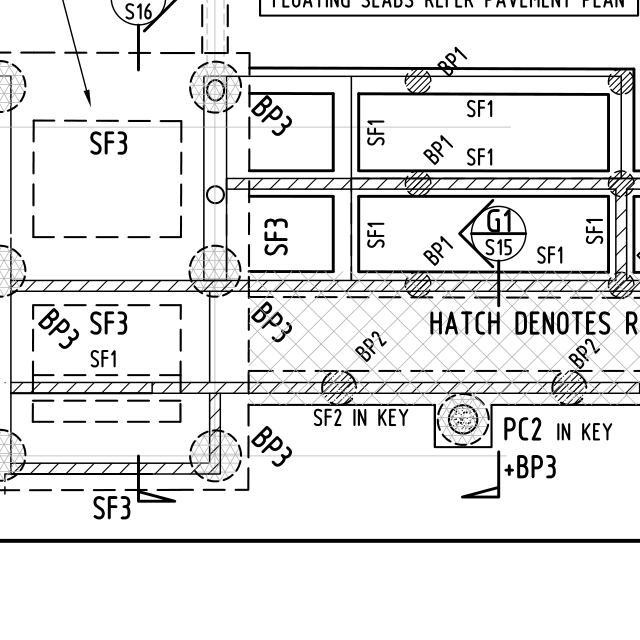 FLOATING SLABS REFER PAVEMENT PLAN
S16
BP1
BP3
SF1
SF1
SF3
BP1
SF1
G1
SF3
SF1
SF1
S15
BP1
SF1
BP3
SF3
BP3
HATCH DENOTES R
SF1
BP2
BP2
SF2 IN KEY
PC2 IN KEY
BP3
+BP3
SF3